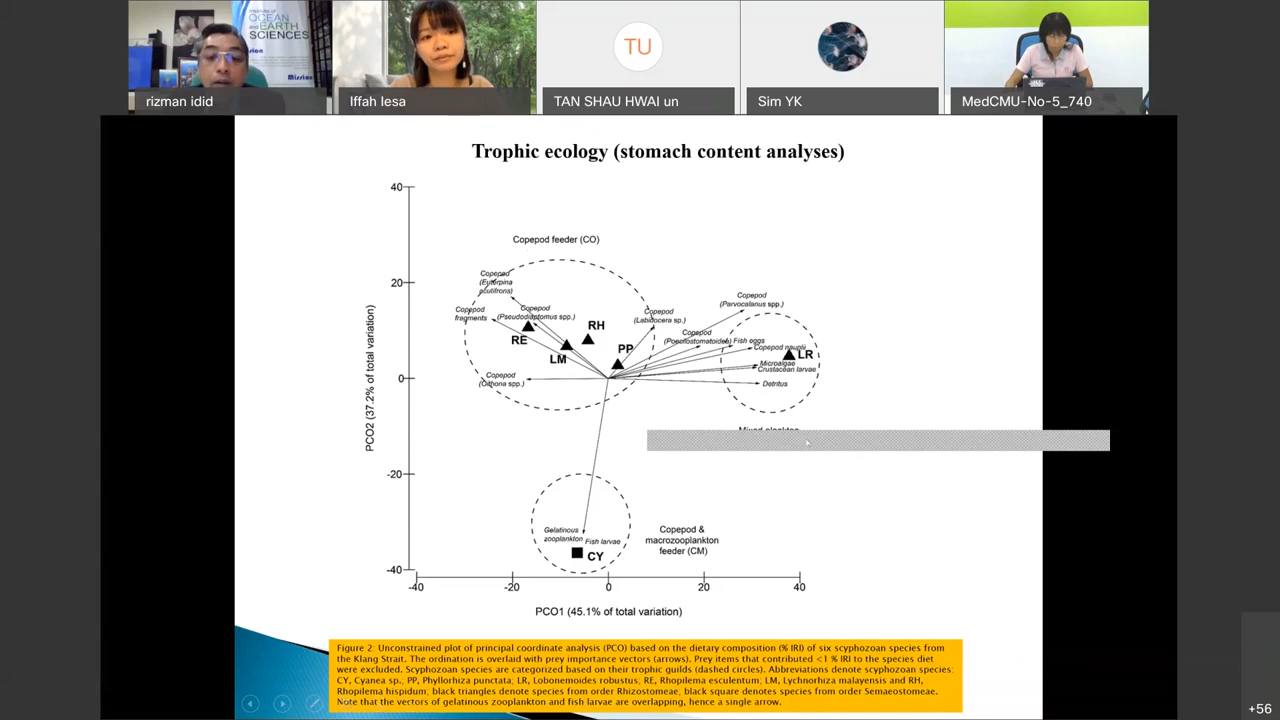 Institute of
OCEAN
and EARTH
SCIENCES
Mission
rizman idid
Iffah Iesa
TU
TAN SHAU HWAI un
Sim YK
MedCMU-No-5_740
Trophic ecology (stomach content analyses)
40
20
0
-20
-40
PCO2 (37.2% of total variation)
Copepod feeder (CO)
Copepod
(Euterpina
acutifrons)
Copepod
fragments
Copepod
(Pseudodiaptomus spp.)
RE
LM
RH
PP
Copepod
(Oithona spp.)
Copepod
(Labidocera sp.)
Copepod
(Parvocalanus spp.)
Copepod
(Poecilostomatoida)
Fish eggs
Copepod nauplii
LR
Microalgae
Crustacean larvae
Detritus
Mixed plankton
Gelatinous
zooplankton
Fish larvae
CY
Copepod &
macrozooplankton
feeder (CM)
-40
-20
0
20
40
PCO1 (45.1% of total variation)
Figure 2: Unconstrained plot of principal coordinate analysis (PCO) based on the dietary composition (% IRI) of six scyphozoan species from
the Klang Strait. The ordination is overlaid with prey importance vectors (arrows). Prey items that contributed <1 % IRI to the species diet
were excluded. Scyphozoan species are categorized based on their trophic guilds (dashed circles). Abbreviations denote scyphozoan species:
CY, Cyanea sp., PP, Phyllorhiza punctata; LR, Lobonemoides robustus; RE, Rhopilema esculentum; LM, Lychnorhiza malayensis and RH,
Rhopilema hispidum; black triangles denote species from order Rhizostomeae; black square denotes species from order Semaeostomeae.
Note that the vectors of gelatinous zooplankton and fish larvae are overlapping, hence a single arrow.
+56